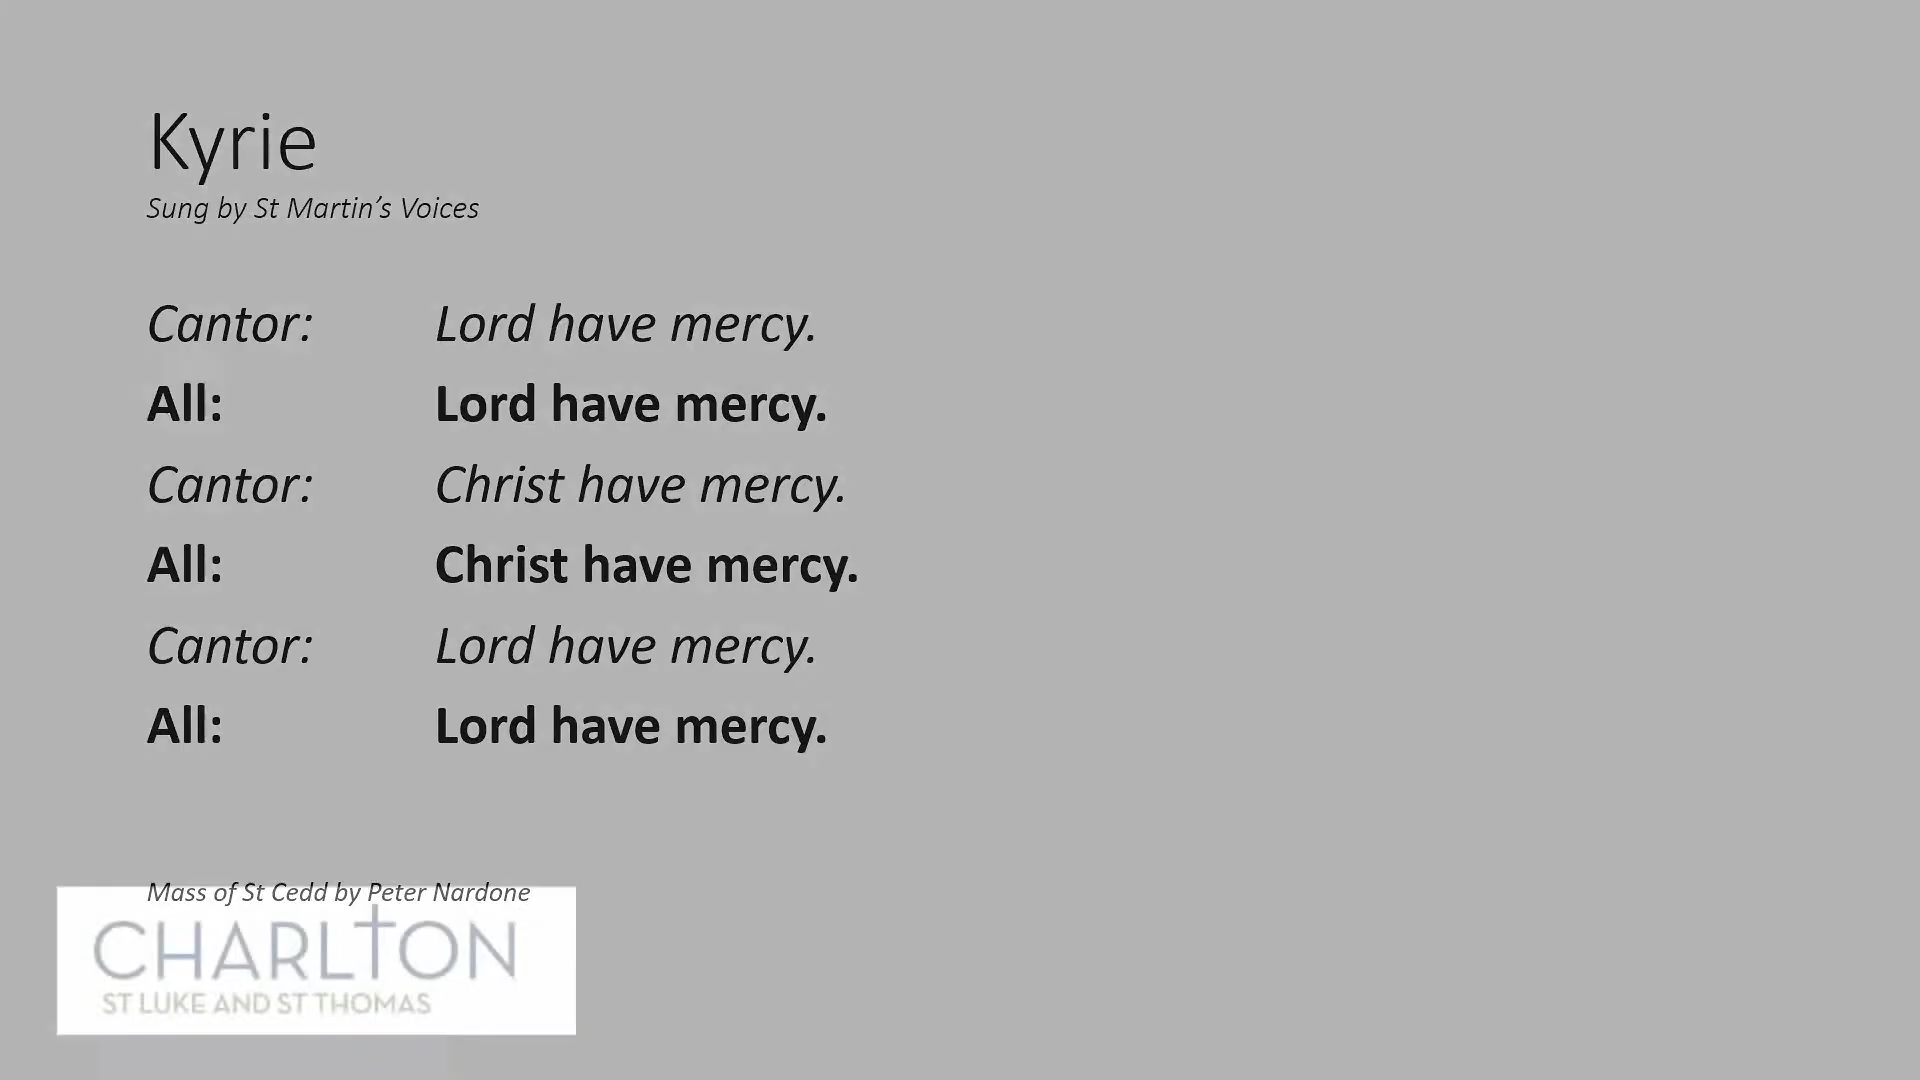 Kyrie
Sung by St Martin’s Voices
Cantor: Lord have mercy.
All: Lord have mercy.
Cantor: Christ have mercy.
All: Christ have mercy.
Cantor: Lord have mercy.
All: Lord have mercy.
Mass of St Cedd by Peter Nardone
CHARLTON
ST LUKE AND ST THOMAS